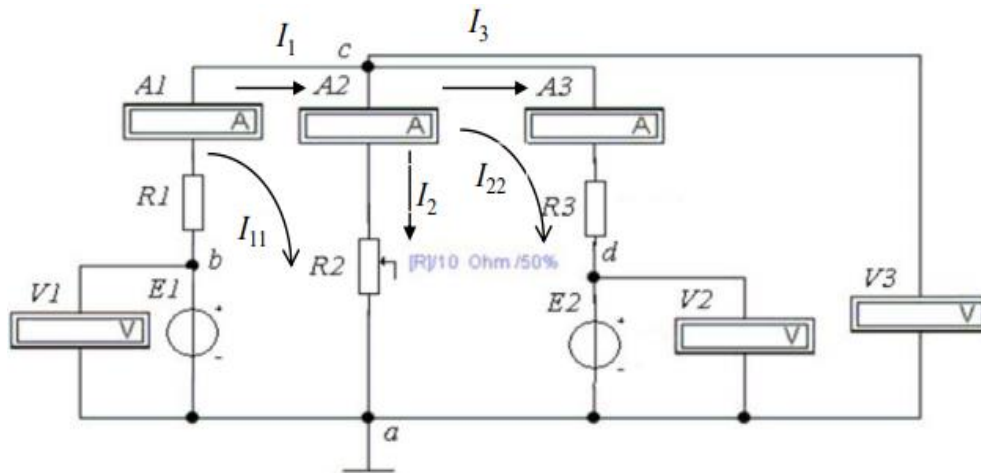 I1 I3
c
A1 A2 A3
A A A
R1 I11 I2 I22 R3
b R2 [R]/10 Ohm /50% d
V1 E1 E2 V2 V3
V + - + - V V
a